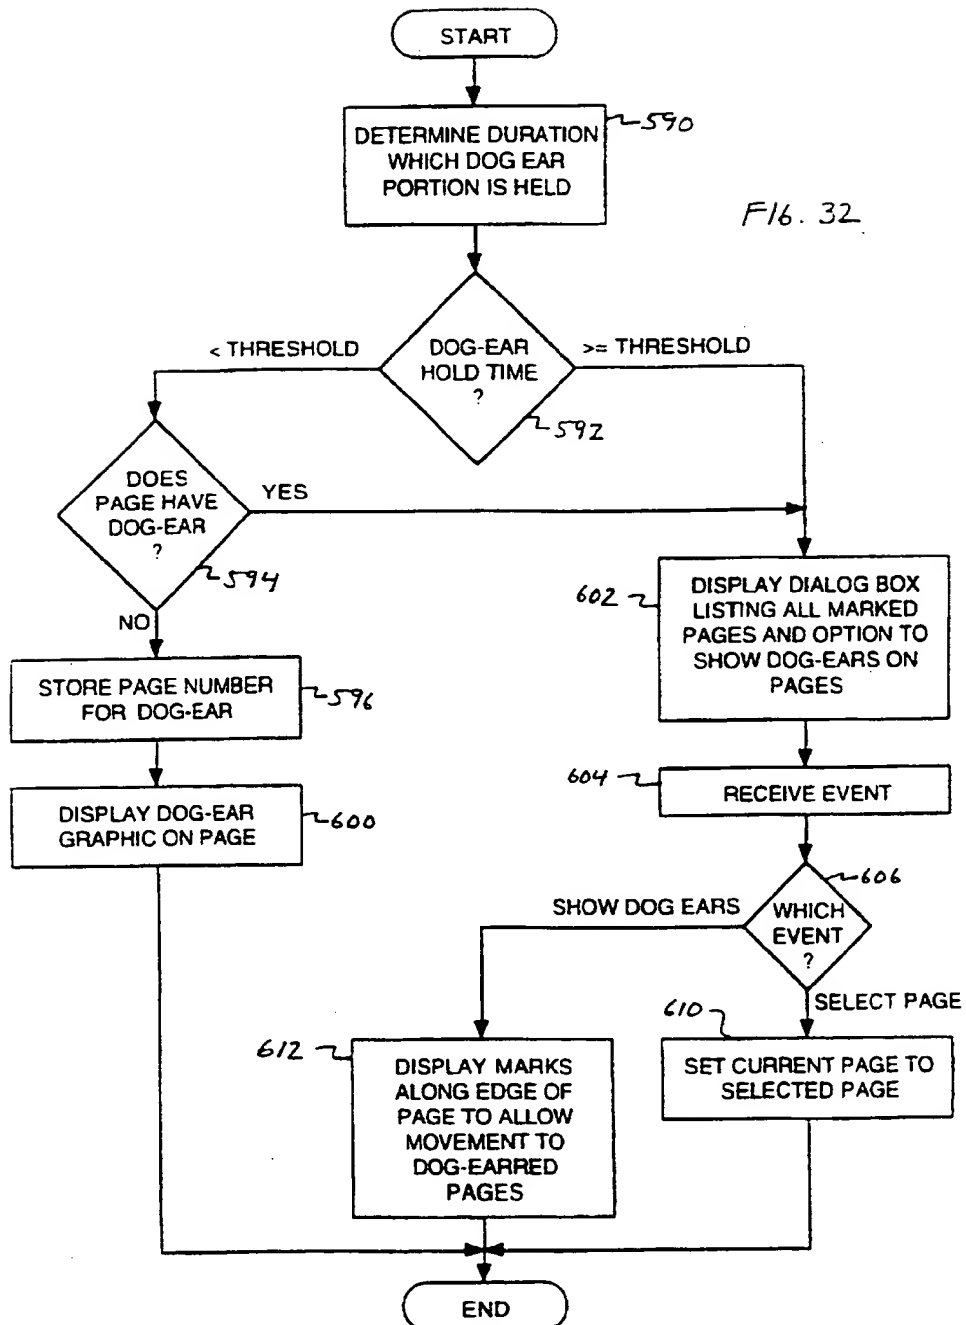 START
DETERMINE DURATION
WHICH DOG EAR
PORTION IS HELD
590
FIG. 32
< THRESHOLD
DOG-EAR
HOLD TIME
?
>= THRESHOLD
592
DOES
PAGE HAVE
DOG-EAR
?
YES
594
NO
602
DISPLAY DIALOG BOX
LISTING ALL MARKED
PAGES AND OPTION TO
SHOW DOG-EARS ON
PAGES
STORE PAGE NUMBER
FOR DOG-EAR
596
604
RECEIVE EVENT
DISPLAY DOG-EAR
GRAPHIC ON PAGE
600
606
SHOW DOG EARS
WHICH
EVENT
?
SELECT PAGE
610
SET CURRENT PAGE TO
SELECTED PAGE
612
DISPLAY MARKS
ALONG EDGE OF
PAGE TO ALLOW
MOVEMENT TO
DOG-EARRED
PAGES
END